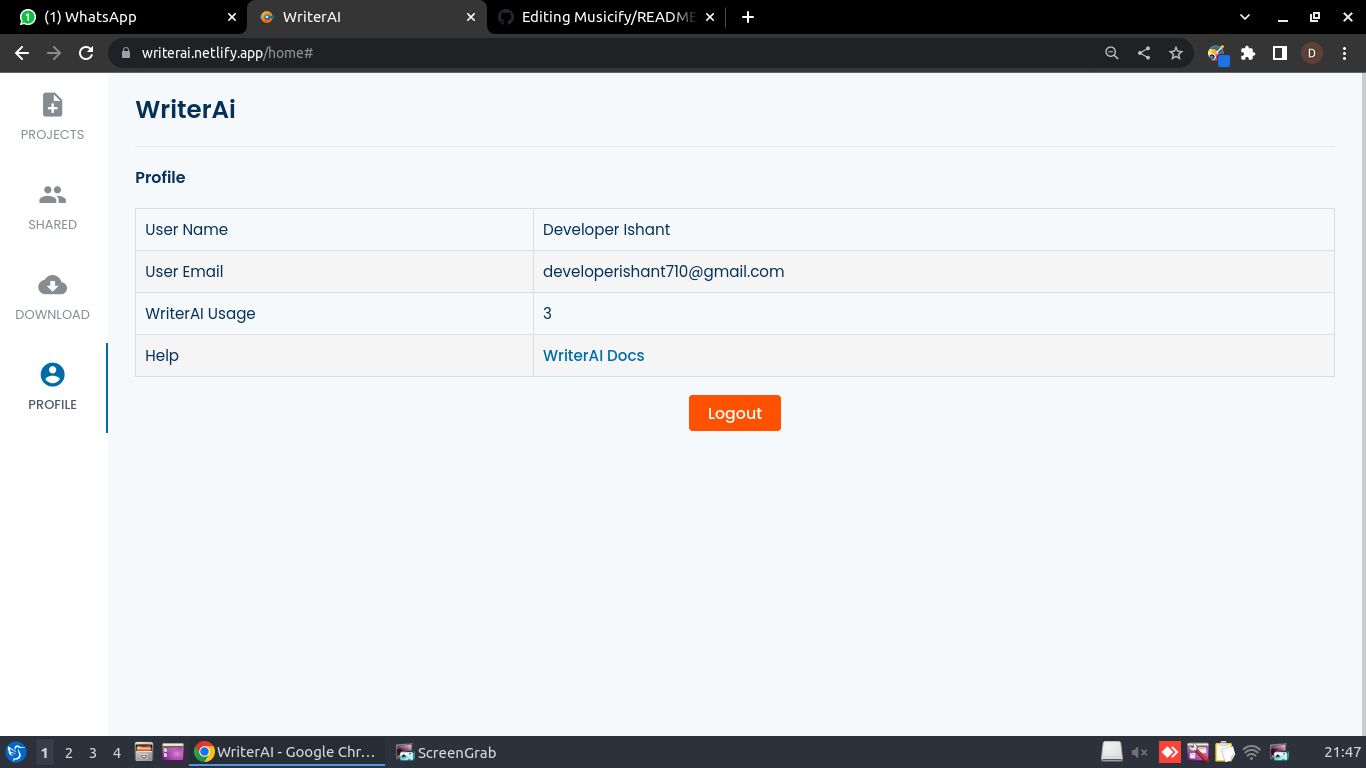 (1) WhatsApp
WriterAI
Editing Musicify/README
writerai.netlify.app/home#
D
PROJECTS
SHARED
DOWNLOAD
PROFILE
WriterAi
Profile
User Name Developer Ishant
User Email developerishant710@gmail.com
WriterAI Usage 3
Help WriterAI Docs
Logout
1 2 3 4 WriterAI - Google Chr... ScreenGrab 21:47